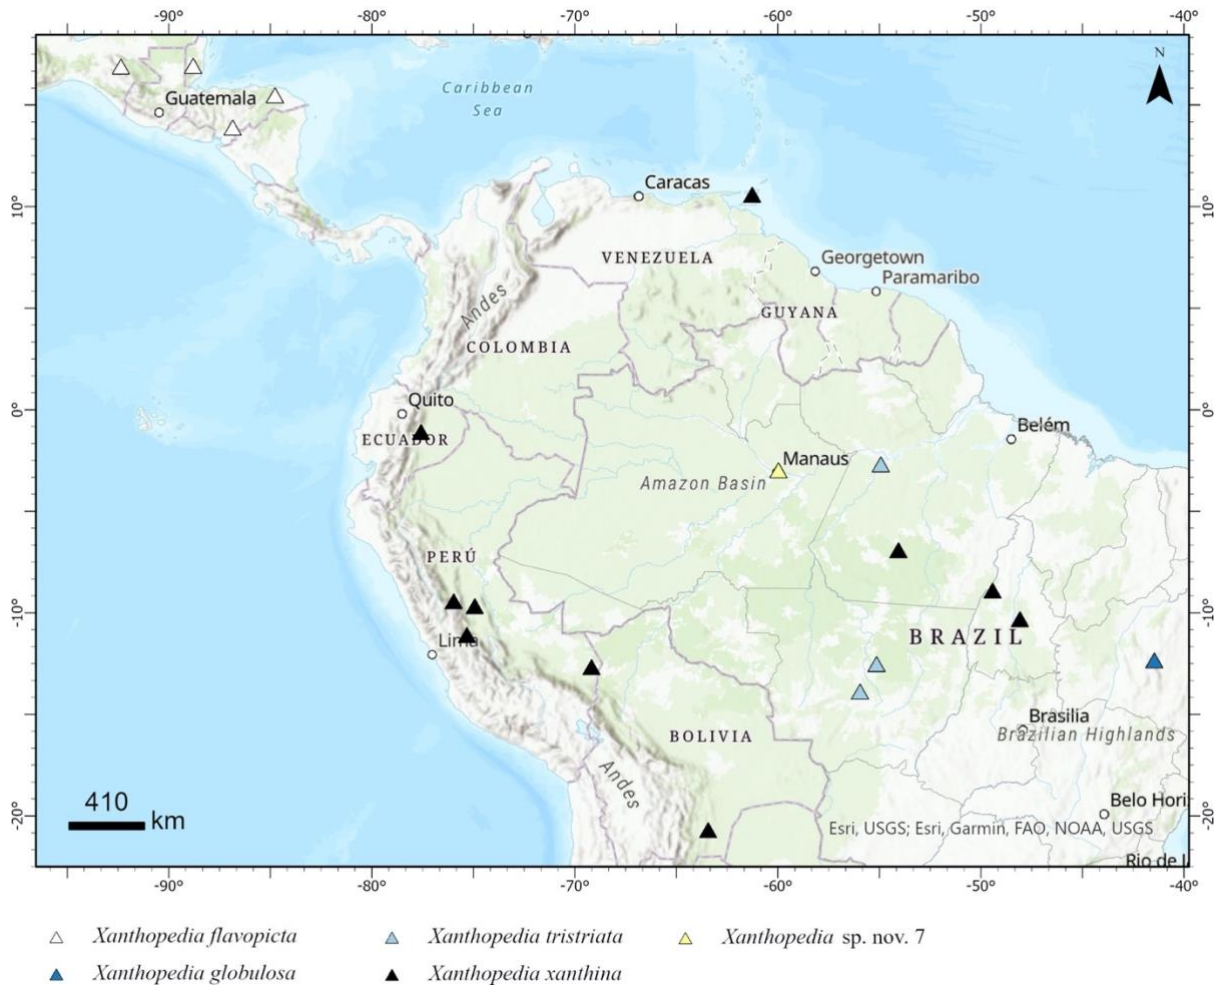 -90° -80° -70° -60° -50° -40°
N
Caribbean
Sea
Guatemala
Caracas
10° 10°
VENEZUELA
Georgetown
Paramaribo
Andes
GUYANA
COLOMBIA
Quito
0° 0°
ECUADOR
Belém
Manaus
Amazon Basin
PERÚ
-10° -10°
Lima
BRAZIL
Brasilia
Brazilian Highlands
BOLIVIA
Andes
410
km
Belo Hori
-20° -20°
Esri, USGS; Esri, Garmin, FAO, NOAA, USGS
Rio de
-90° -80° -70° -60° -50° -40°
Xanthopedia flavopicta Xanthopedia tristriata Xanthopedia sp. nov. 7
Xanthopedia globulosa Xanthopedia xanthina